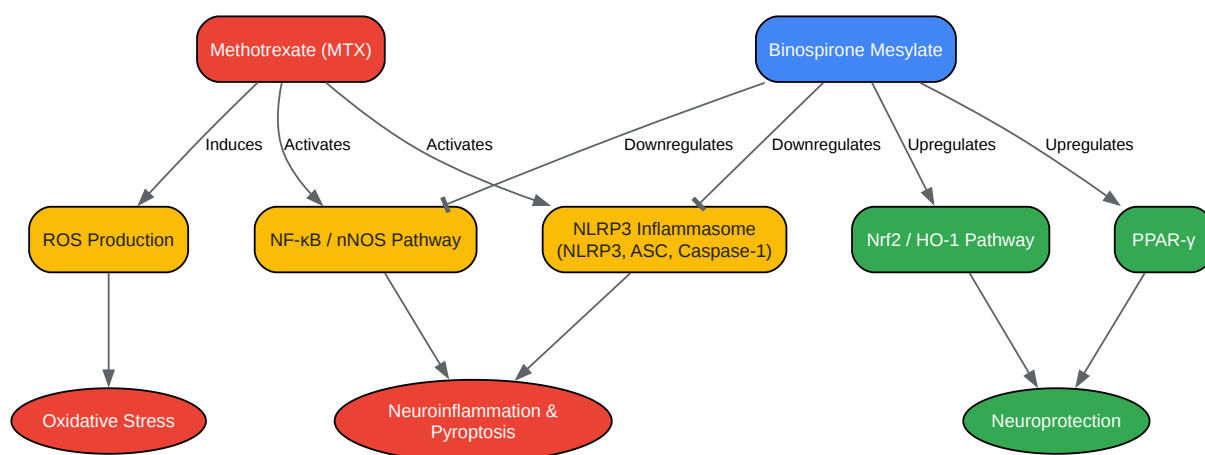 Methotrexate (MTX)
Binospirone Mesylate
Induces
Activates
Activates
Downregulates
Downregulates
Upregulates
Upregulates
ROS Production
NF-κB / nNOS Pathway
NLRP3 Inflammasome
(NLRP3, ASC, Caspase-1)
Nrf2 / HO-1 Pathway
PPAR-γ
Oxidative Stress
Neuroinflammation &
Pyroptosis
Neuroprotection